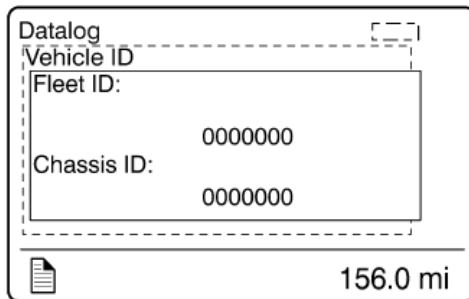 Datalog
Vehicle ID
Fleet ID:
0000000
Chassis ID:
0000000
156.0 mi